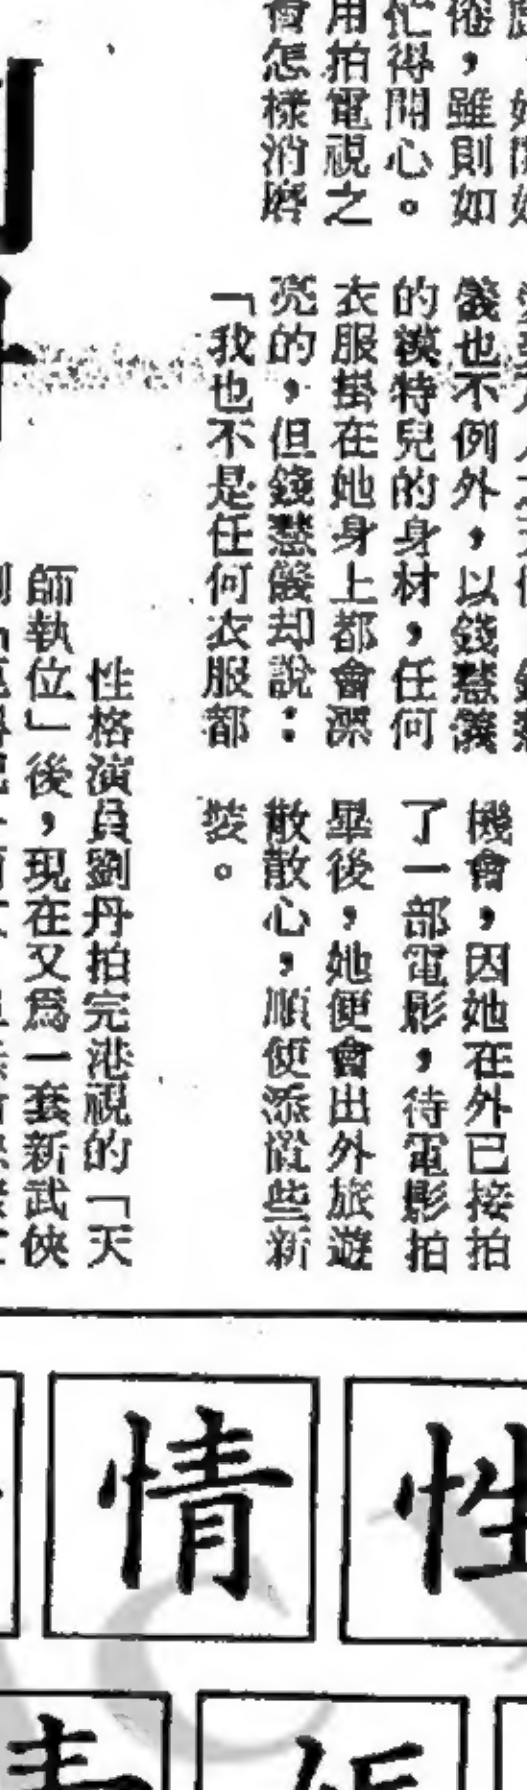 倦，雖則如
忙得開心。
用拍電視之
會怎樣消磨
儀也不例外，以錢慧儀
的模特兒的身材，任何
衣服掛在她身上都會漂
亮的，但錢慧儀却說：
「我也不是任何衣服都
機會，因她在外已接拍
了一部電影，待電影拍
畢後，她便會出外旅遊
散散心，順便添置些新
裝。
性格演員劉丹拍完港視的「天
師執位」後，現在又爲一套新武俠
性
情